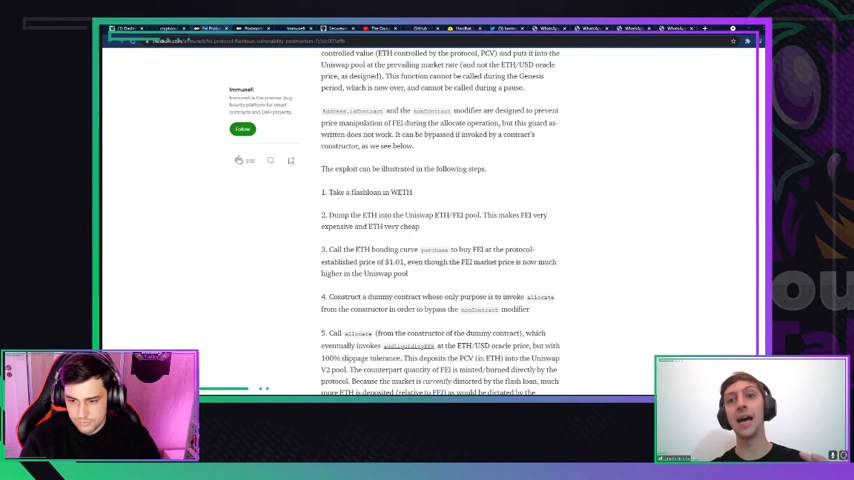 controlled value (ETH controlled by the protocol, PCV) and puts it into the
Uniswap pool at the prevailing market rate (and not the ETH/USD oracle
price, as designed). This function cannot be called during the Genesis
period, which is now over, and cannot be called during a pause.
Immunefi
Immunefi is the premier bug
bounty platform for smart
contracts and DeFi projects.
Follow
Address.isContract and the nonContract modifier are designed to prevent
price manipulation of FEI during the allocate operation, but this guard as-
written does not work. It can be bypassed if invoked by a contract's
constructor, as we see below.
The exploit can be illustrated in the following steps.
1. Take a flashloan in WETH
2. Dump the ETH into the Uniswap ETH/FEI pool. This makes FEI very
expensive and ETH very cheap
3. Call the ETH bonding curve purchase to buy FEI at the protocol-
established price of $1.01, even though the FEI market price is now much
higher in the Uniswap pool
4. Construct a dummy contract whose only purpose is to invoke allocate
from the constructor in order to bypass the nonContract modifier
5. Call allocate (from the constructor of the dummy contract), which
eventually invokes addLiquidityETH at the ETH/USD oracle price, but with
100% slippage tolerance. This deposits the PCV (in ETH) into the Uniswap
V2 pool. The counterpart quantity of FEI is minted/burned directly by the
protocol. Because the market is currently distorted by the flash loan, much
more ETH is deposited (relative to FEI) as would be dictated by the